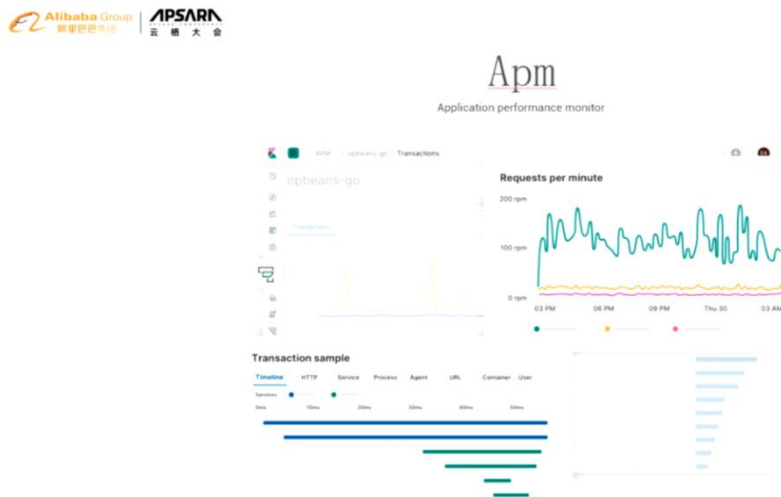 Alibaba Group
阿里巴巴集团
APSARA
云 栖 大 会
Apm
Application performance monitor
APM / opbeans-go / Transactions
opbeans-go
Transactions
Requests per minute
200 rpm
100 rpm
0 rpm
03 PM 06 PM 09 PM Thu 30 03 AM
Transaction sample
Timeline HTTP Service Process Agent URL Container User
Services
0ms 10ms 20ms 30ms 40ms 50ms